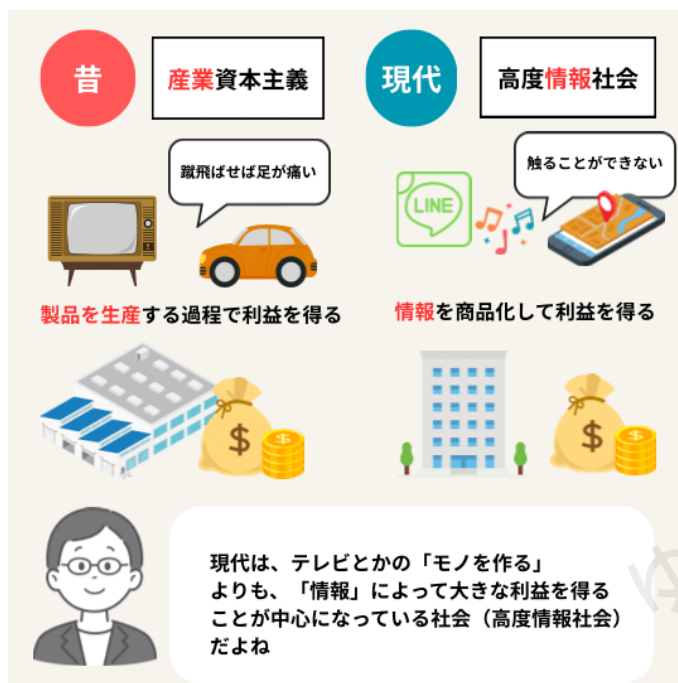 昔
産業資本主義
現代
高度情報社会
蹴飛ばせば足が痛い
触ることができない
LINE
製品を生産する過程で利益を得る
情報を商品化して利益を得る
$
$
$
$
現代は、テレビとかの「モノを作る」
よりも、「情報」によって大きな利益を得る
ことが中心になっている社会（高度情報社会）
だよね
ゆ